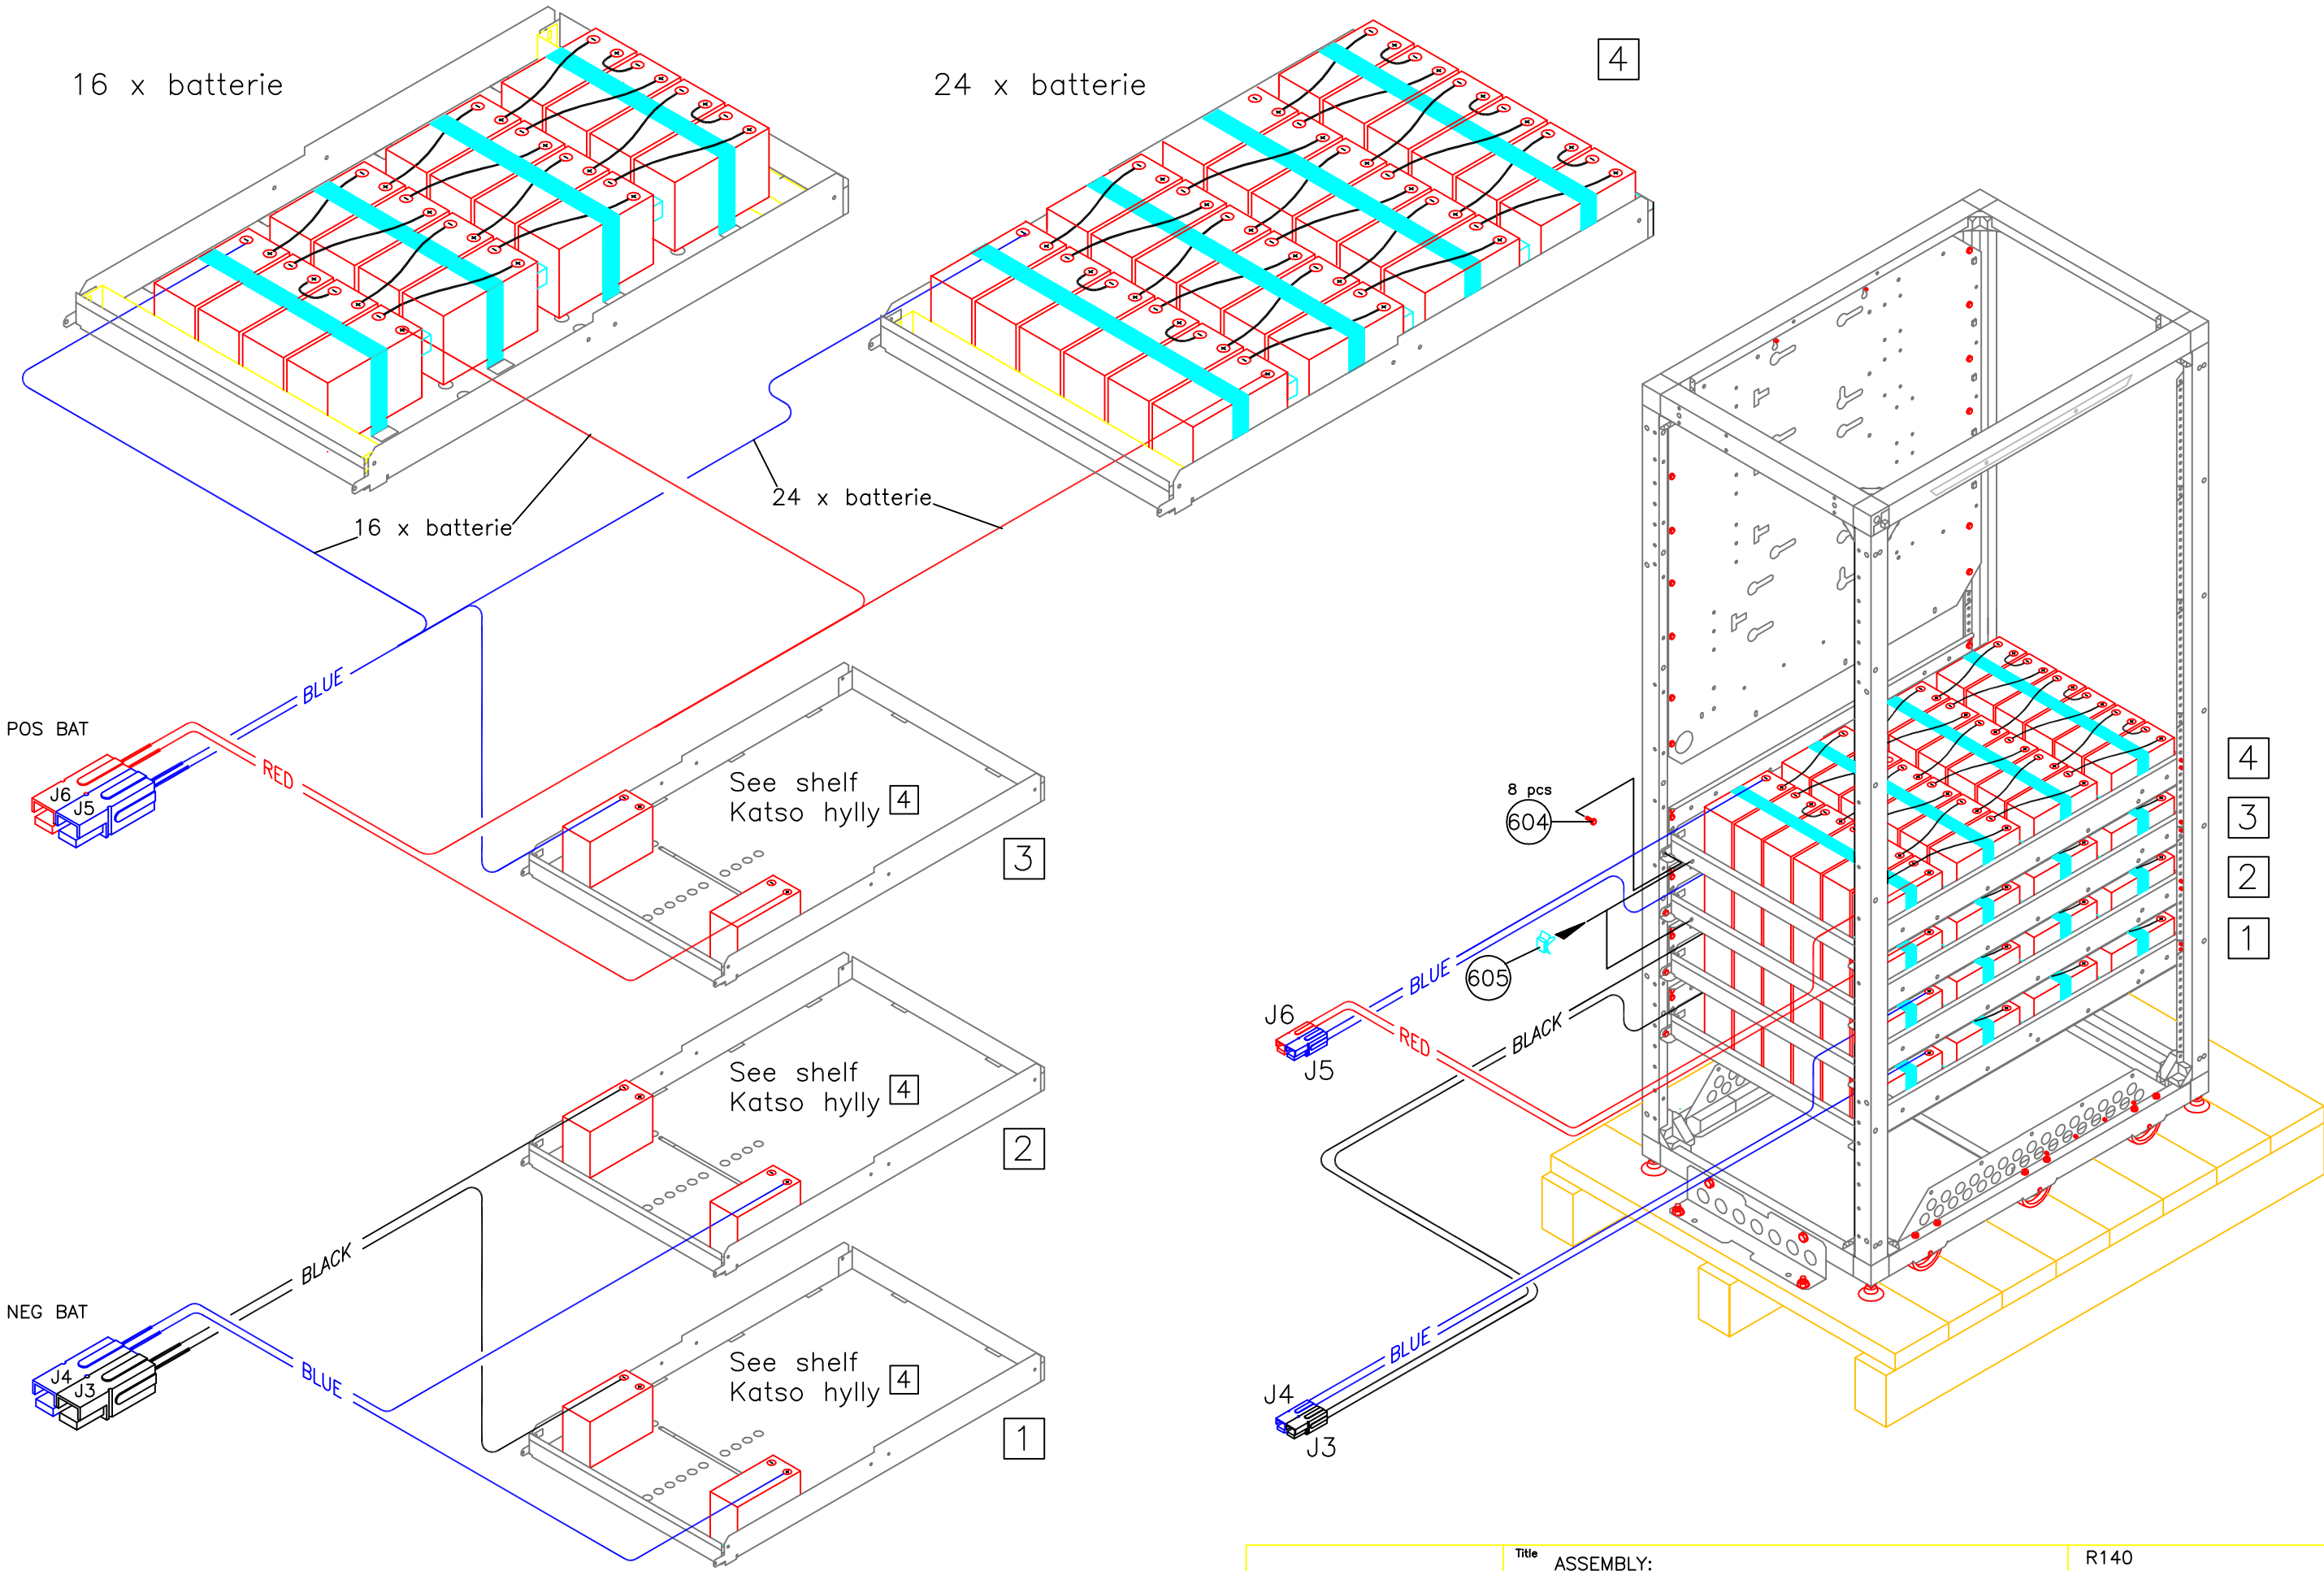 16 x batterie
24 x batterie
4
24 x batterie
16 x batterie
BLUE
POS BAT
RED
J6
J5
See shelf
Katso hylly 4
3
8 pcs
604
605
4
3
2
1
BLUE
J6
RED
J5
BLACK
See shelf
Katso hylly 4
2
BLACK
NEG BAT
BLUE
J4
J3
See shelf
Katso hylly 4
1
BLUE
J4
J3
Title ASSEMBLY:
R140